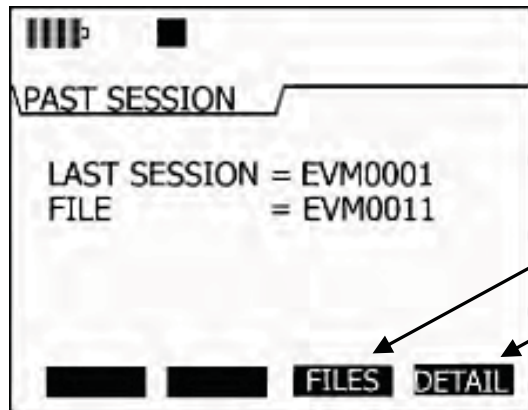 PAST SESSION
LAST SESSION = EVM0001
FILE = EVM0011
FILES DETAIL